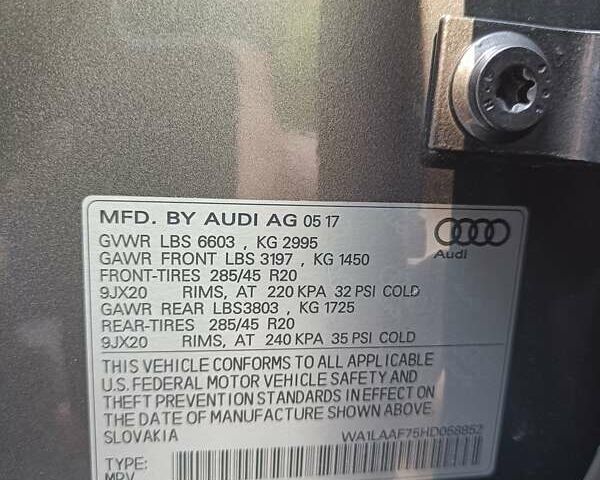 MFD. BY AUDI AG 05 17
GVWR LBS 6603 , KG 2995
GAWR FRONT LBS 3197 , KG 1450
FRONT-TIRES 285/45 R20
9JX20 RIMS, AT 220 KPA 32 PSI COLD
GAWR REAR LBS3803 , KG 1725
REAR-TIRES 285/45 R20
9JX20 RIMS, AT 240 KPA 35 PSI COLD
Audi
THIS VEHICLE CONFORMS TO ALL APPLICABLE
U.S. FEDERAL MOTOR VEHICLE SAFETY AND
THEFT PREVENTION STANDARDS IN EFFECT ON
THE DATE OF MANUFACTURE SHOWN ABOVE
SLOVAKIA WA1LAAF75HD058852
TYPE:
MPV